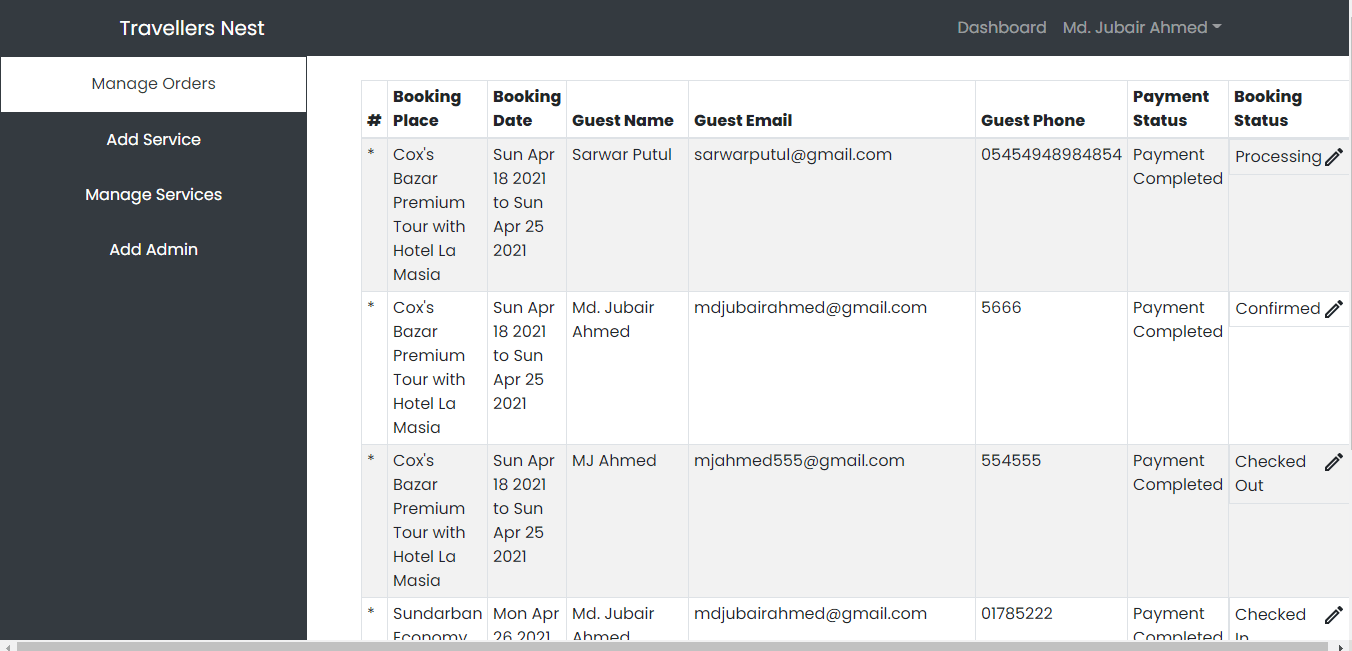 Travellers Nest
Dashboard
Md. Jubair Ahmed
Manage Orders
Add Service
Manage Services
Add Admin
#
Booking
Place
Booking
Date
Guest Name
Guest Email
Guest Phone
Payment
Status
Booking
Status
*
Cox's
Bazar
Premium
Tour with
Hotel La
Masia
Sun Apr
18 2021
to Sun
Apr 25
2021
Sarwar Putul
sarwarputul@gmail.com
05454948984854
Payment
Completed
Processing
*
Cox's
Bazar
Premium
Tour with
Hotel La
Masia
Sun Apr
18 2021
to Sun
Apr 25
2021
Md. Jubair
Ahmed
mdjubairahmed@gmail.com
5666
Payment
Completed
Confirmed
*
Cox's
Bazar
Premium
Tour with
Hotel La
Masia
Sun Apr
18 2021
to Sun
Apr 25
2021
MJ Ahmed
mjahmed555@gmail.com
554555
Payment
Completed
Checked
Out
*
Sundarban
Economy
Mon Apr
26 2021
Md. Jubair
Ahmed
mdjubairahmed@gmail.com
01785222
Payment
Completed
Checked
In